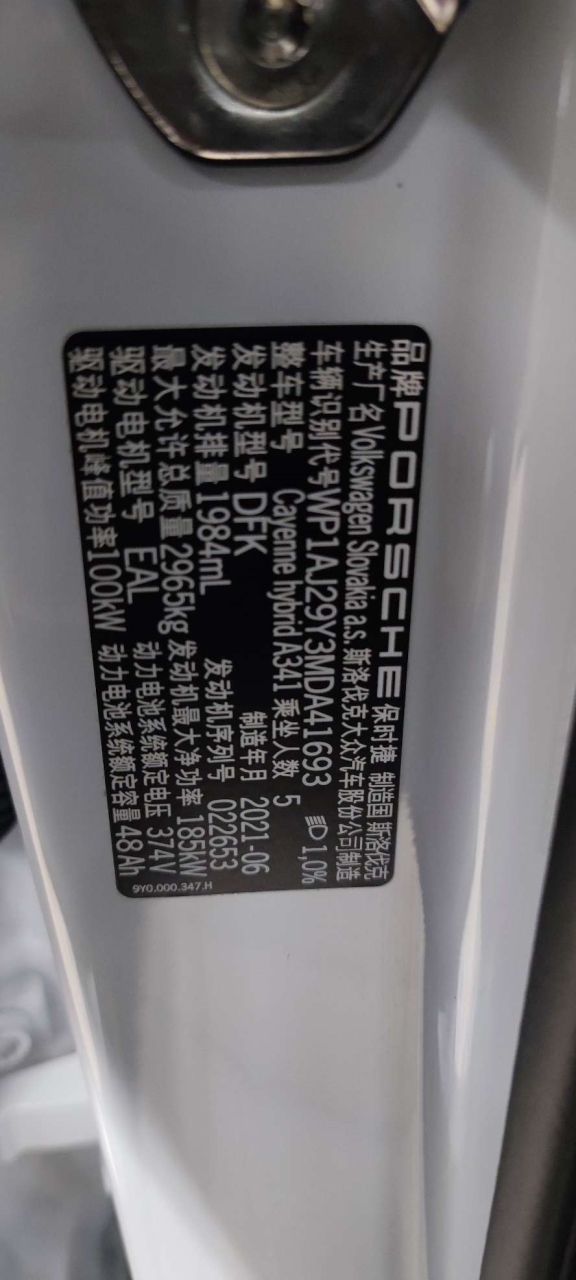 品牌 PORSCHE 保时捷 制造国 斯洛伐克
生产厂名 Volkswagen Slovakia a.s. 斯洛伐克大众汽车股份公司制造
车辆识别代号 WP1AJ29Y3MDA41693 1,0%
整车型号 Cayenne hybrid A341 乘坐人数 5
发动机型号 DFK 制造年月 2021-06
发动机排量 1984mL 发动机序列号 022653
最大允许总质量 2965kg 发动机最大净功率 185kW
驱动电机型号 EAL 动力电池系统额定电压 374V
驱动电机峰值功率 100kW 动力电池系统额定容量 48Ah
9Y0.000.347.H